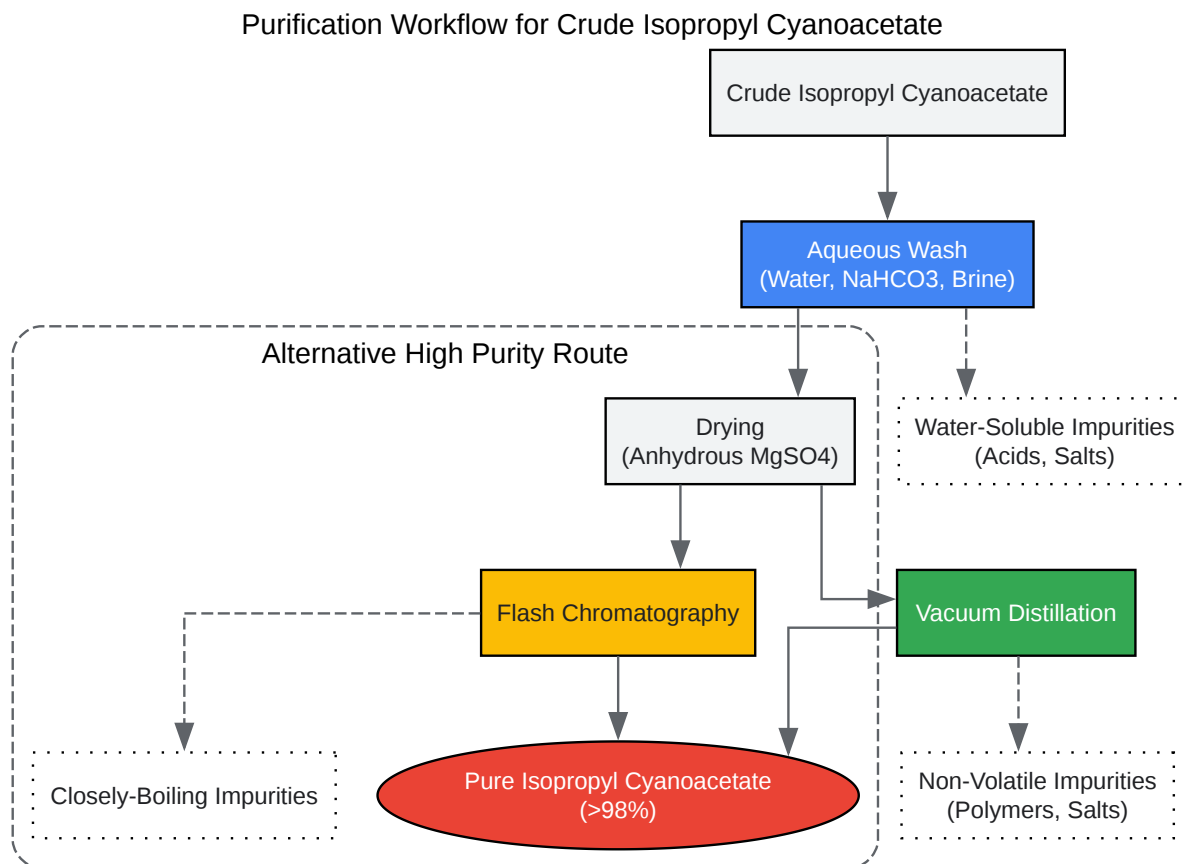 Purification Workflow for Crude Isopropyl Cyanoacetate
Crude Isopropyl Cyanoacetate
Aqueous Wash
(Water, NaHCO3, Brine)
Alternative High Purity Route
Drying
(Anhydrous MgSO4)
Water-Soluble Impurities
(Acids, Salts)
Flash Chromatography
Vacuum Distillation
Closely-Boiling Impurities
Pure Isopropyl Cyanoacetate
(>98%)
Non-Volatile Impurities
(Polymers, Salts)